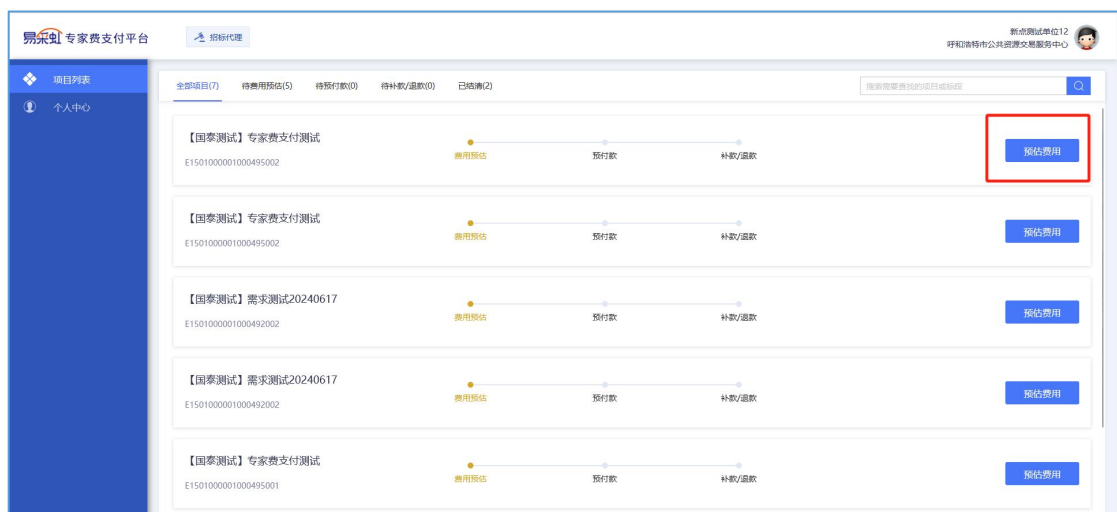 易采虹 专家费支付平台
招标代理
新点测试单位12
呼和浩特市公共资源交易服务中心
项目列表
个人中心
全部项目(7) 待费用预估(5) 待预付款(0) 待补款/退款(0) 已结清(2)
搜索需要查找的项目或标段
【国泰测试】专家费支付测试
E1501000001000495002
费用预估 预付款 补款/退款
预估费用
【国泰测试】专家费支付测试
E1501000001000495002
费用预估 预付款 补款/退款
预估费用
【国泰测试】需求测试20240617
E1501000001000492002
费用预估 预付款 补款/退款
预估费用
【国泰测试】需求测试20240617
E1501000001000492002
费用预估 预付款 补款/退款
预估费用
【国泰测试】专家费支付测试
E1501000001000495001
费用预估 预付款 补款/退款
预估费用